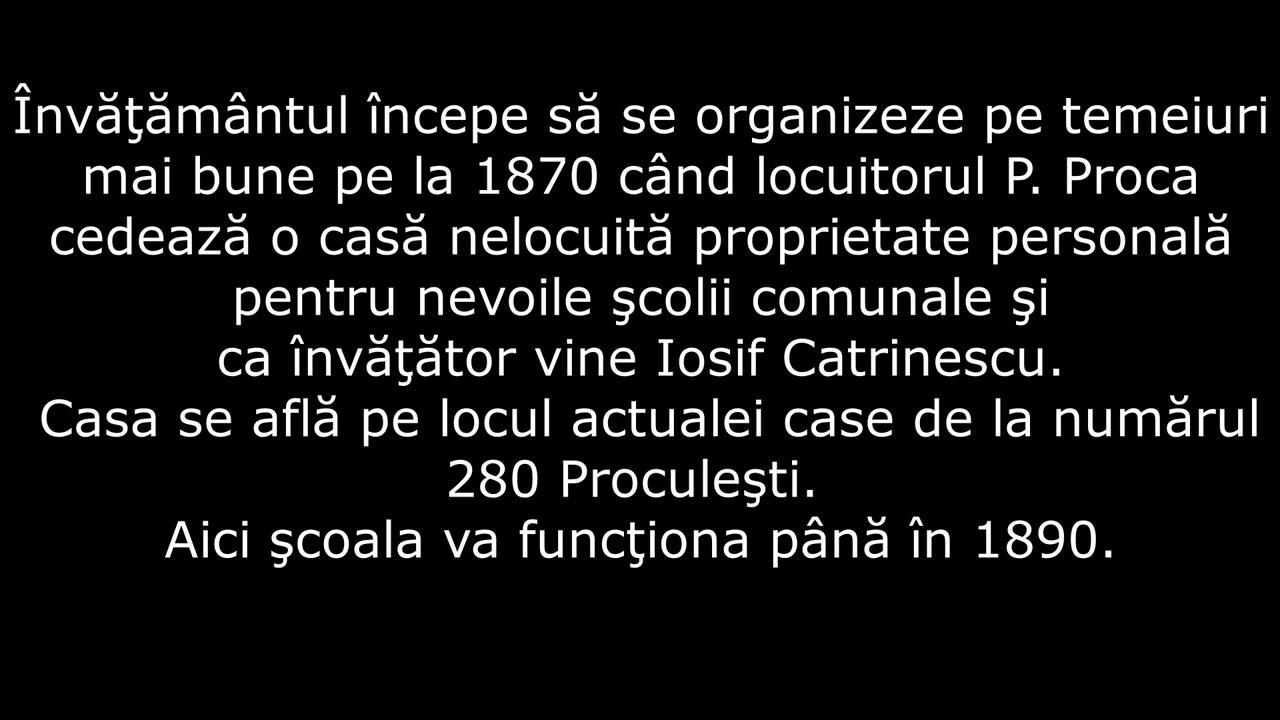 Învăţământul începe să se organizeze pe temeiuri
mai bune pe la 1870 când locuitorul P. Proca
cedează o casă nelocuită proprietate personală
pentru nevoile şcolii comunale şi
ca învăţător vine Iosif Catrinescu.
Casa se află pe locul actualei case de la numărul
280 Proculeşti.
Aici şcoala va funcţiona până în 1890.